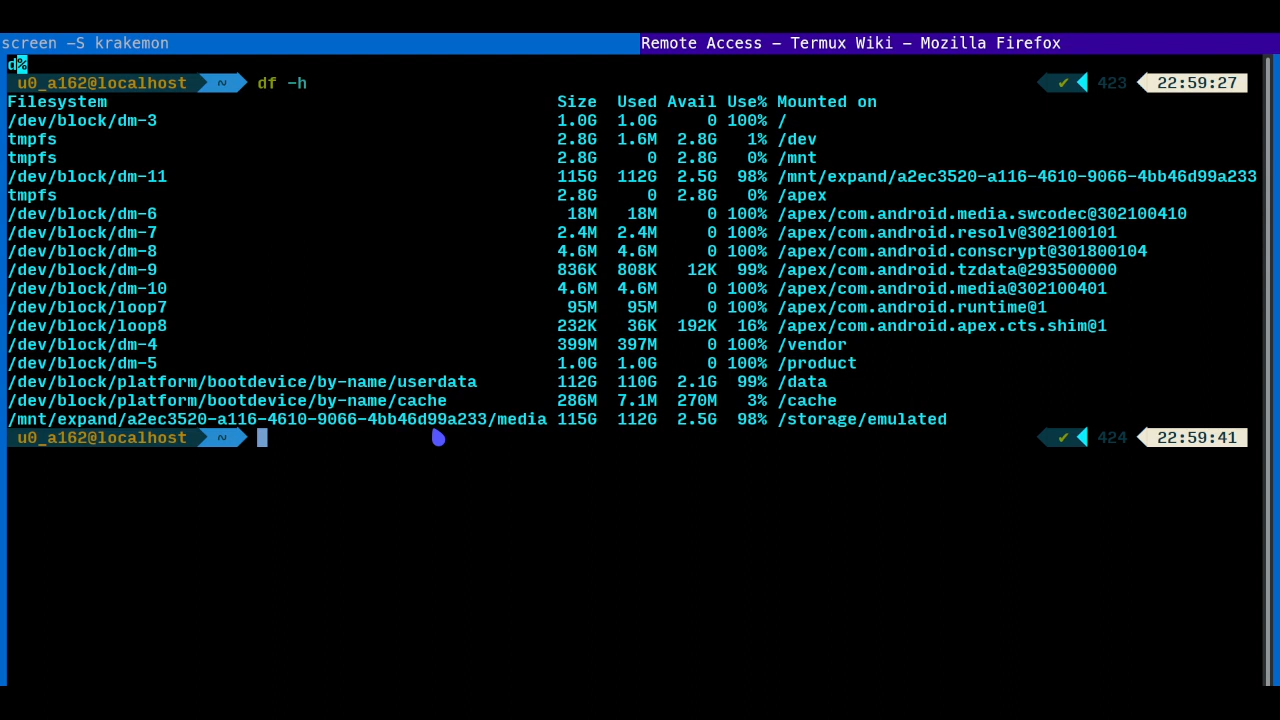 screen -S krakemon Remote Access - Termux Wiki - Mozilla Firefox
d%
u0_a162@localhost ~ df -h ✔ 423 22:59:27
Filesystem Size Used Avail Use% Mounted on
/dev/block/dm-3 1.0G 1.0G 0 100% /
tmpfs 2.8G 1.6M 2.8G 1% /dev
tmpfs 2.8G 0 2.8G 0% /mnt
/dev/block/dm-11 115G 112G 2.5G 98% /mnt/expand/a2ec3520-a116-4610-9066-4bb46d99a233
tmpfs 2.8G 0 2.8G 0% /apex
/dev/block/dm-6 18M 18M 0 100% /apex/com.android.media.swcodec@302100410
/dev/block/dm-7 2.4M 2.4M 0 100% /apex/com.android.resolv@302100101
/dev/block/dm-8 4.6M 4.6M 0 100% /apex/com.android.conscrypt@301800104
/dev/block/dm-9 836K 808K 12K 99% /apex/com.android.tzdata@293500000
/dev/block/dm-10 4.6M 4.6M 0 100% /apex/com.android.media@302100401
/dev/block/loop7 95M 95M 0 100% /apex/com.android.runtime@1
/dev/block/loop8 232K 36K 192K 16% /apex/com.android.apex.cts.shim@1
/dev/block/dm-4 399M 397M 0 100% /vendor
/dev/block/dm-5 1.0G 1.0G 0 100% /product
/dev/block/platform/bootdevice/by-name/userdata 112G 110G 2.1G 99% /data
/dev/block/platform/bootdevice/by-name/cache 286M 7.1M 270M 3% /cache
/mnt/expand/a2ec3520-a116-4610-9066-4bb46d99a233/media 115G 112G 2.5G 98% /storage/emulated
u0_a162@localhost ~ ✔ 424 22:59:41